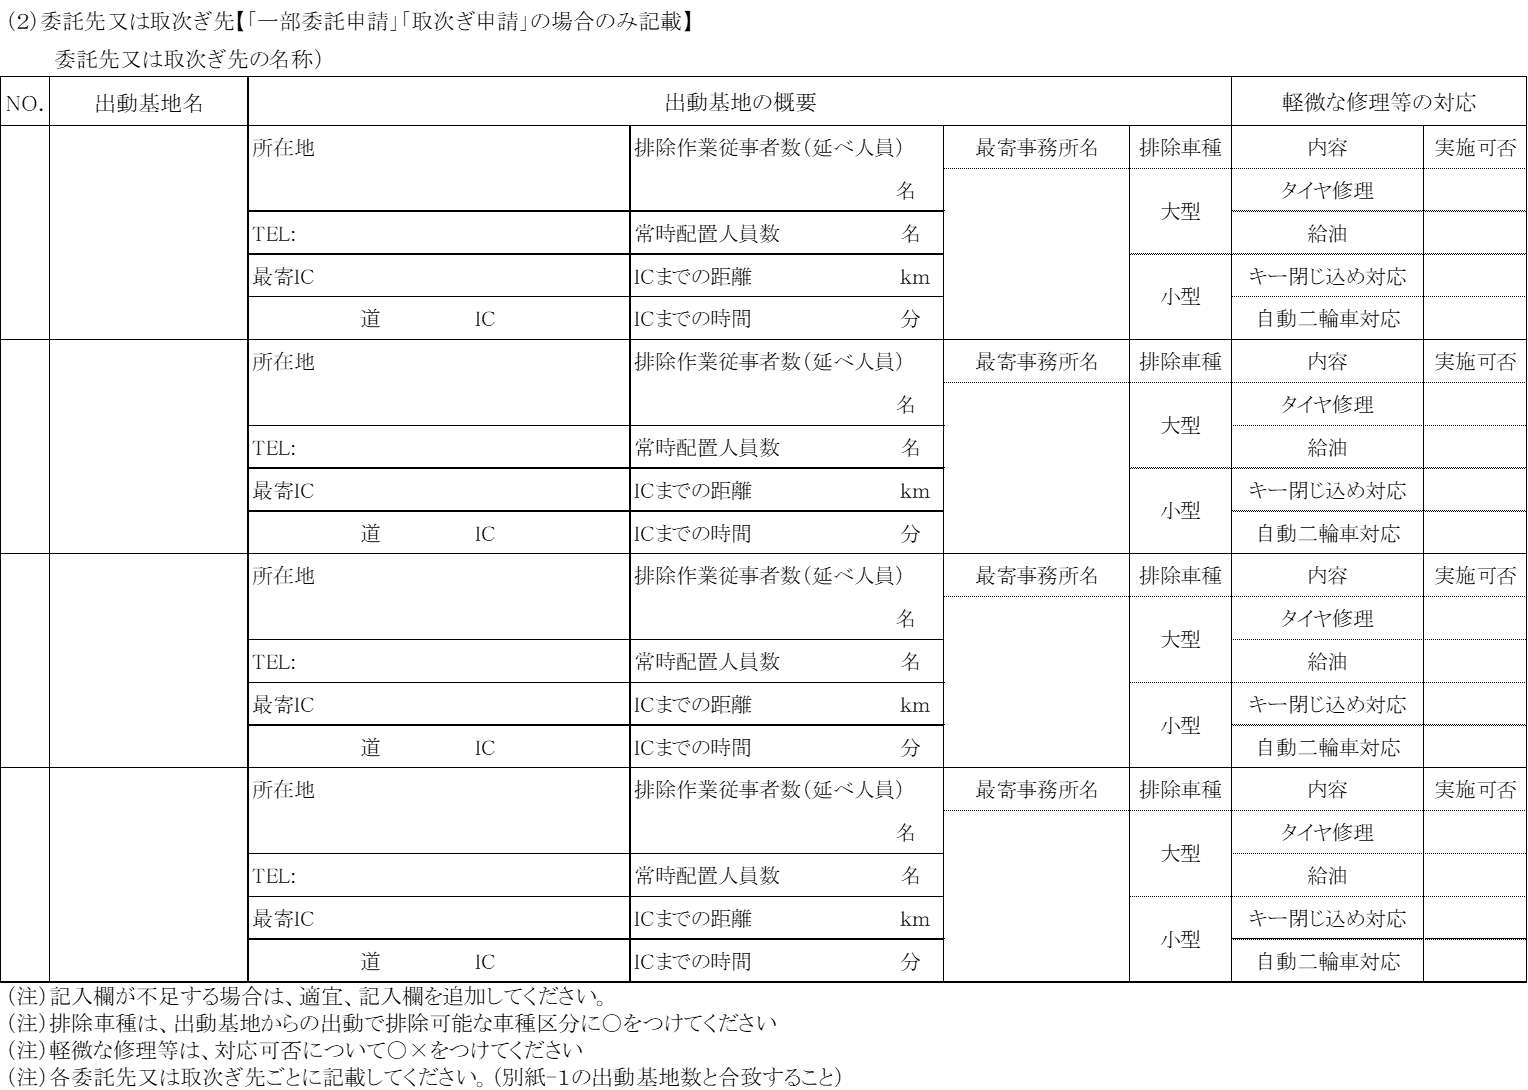 （２）委託先又は取次ぎ先【「一部委託申請」「取次ぎ申請」の場合のみ記載】
委託先又は取次ぎ先の名称）
NO. 出動基地名 出動基地の概要 軽微な修理等の対応
所在地 排除作業従事者数（延べ人員） 最寄事務所名 排除車種 内容 実施可否
名 タイヤ修理
大型
TEL: 常時配置人員数 名 給油
最寄IC ICまでの距離 km キー閉じ込め対応
小型
道 IC ICまでの時間 分 自動二輪車対応
所在地 排除作業従事者数（延べ人員） 最寄事務所名 排除車種 内容 実施可否
名 タイヤ修理
大型
TEL: 常時配置人員数 名 給油
最寄IC ICまでの距離 km キー閉じ込め対応
小型
道 IC ICまでの時間 分 自動二輪車対応
所在地 排除作業従事者数（延べ人員） 最寄事務所名 排除車種 内容 実施可否
名 タイヤ修理
大型
TEL: 常時配置人員数 名 給油
最寄IC ICまでの距離 km キー閉じ込め対応
小型
道 IC ICまでの時間 分 自動二輪車対応
所在地 排除作業従事者数（延べ人員） 最寄事務所名 排除車種 内容 実施可否
名 タイヤ修理
大型
TEL: 常時配置人員数 名 給油
最寄IC ICまでの距離 km キー閉じ込め対応
小型
道 IC ICまでの時間 分 自動二輪車対応
（注）記入欄が不足する場合は、適宜、記入欄を追加してください。
（注）排除車種は、出動基地からの出動で排除可能な車種区分に○をつけてください
（注）軽微な修理等は、対応可否について○×をつけてください
（注）各委託先又は取次ぎ先ごとに記載してください。（別紙-１の出動基地数と合致すること）